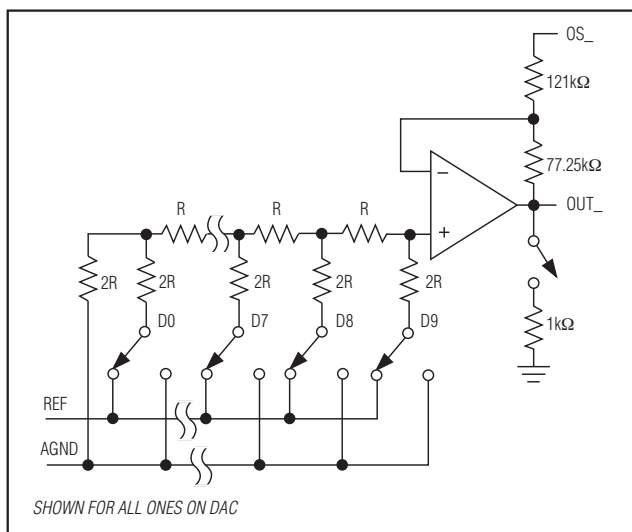 OS_
121kΩ
77.25kΩ
OUT_
1kΩ
R R R
2R 2R 2R 2R 2R
D0 D7 D8 D9
−
+
REF
AGND
SHOWN FOR ALL ONES ON DAC